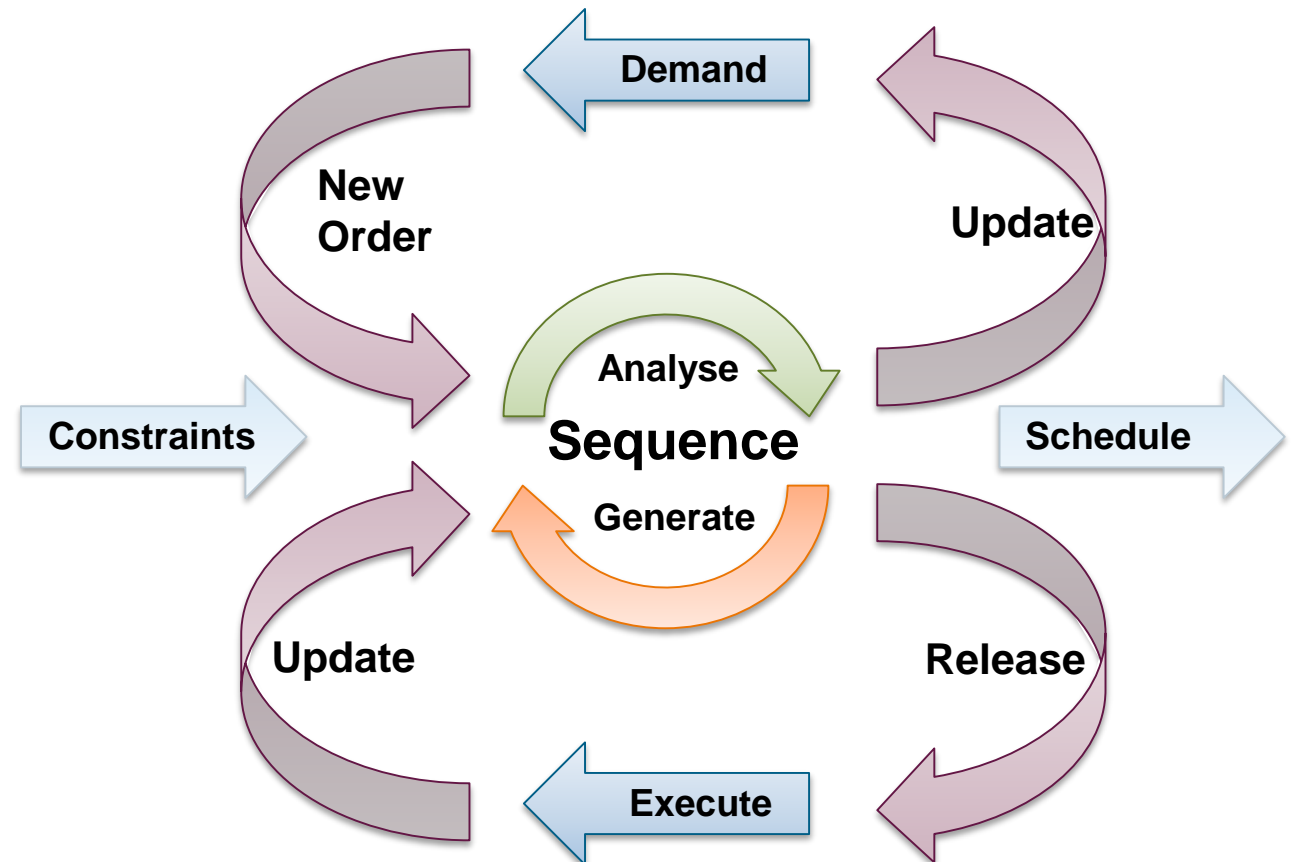 Demand
New
Order
Update
Analyse
Constraints
Sequence
Schedule
Generate
Update
Release
Execute